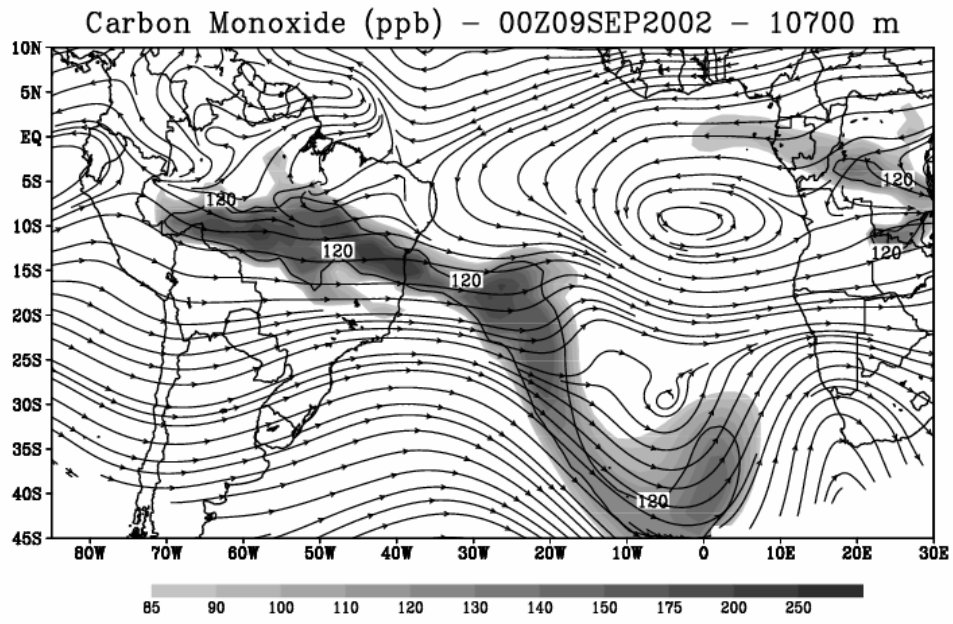 Carbon Monoxide (ppb) – 00Z09SEP2002 – 10700 m
10N
5N
EQ
5S
10S
15S
20S
25S
30S
35S
40S
45S
120
120
120
120
120
120
80W 70W 60W 50W 40W 30W 20W 10W 0 10E 20E 30E
85 90 100 110 120 130 140 150 175 200 250